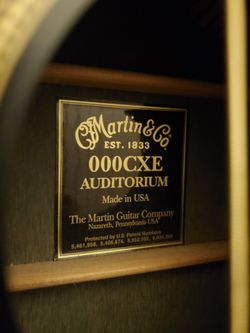 C.F. Martin & Co.
EST. 1833
000CXE
AUDITORIUM
Made in USA
The Martin Guitar Company
Nazareth, Pennsylvania USA
Protected by U.S. Patent Numbers